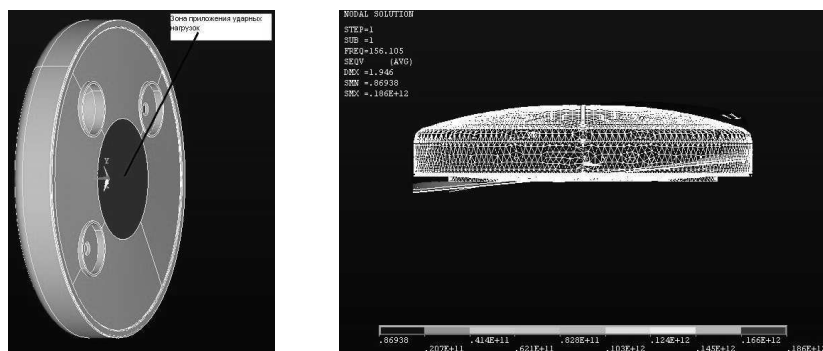 Зона приложения ударных
нагрузок
Y
NODAL SOLUTION
STEP=1
SUB =1
FREQ=156.105
SEQV (AVG)
DMX =1.946
SMN =.86938
SMX =.186E+12
.86938 .414E+11 .828E+11 .124E+12 .166E+12
.207E+11 .621E+11 .103E+12 .145E+12 .186E+12